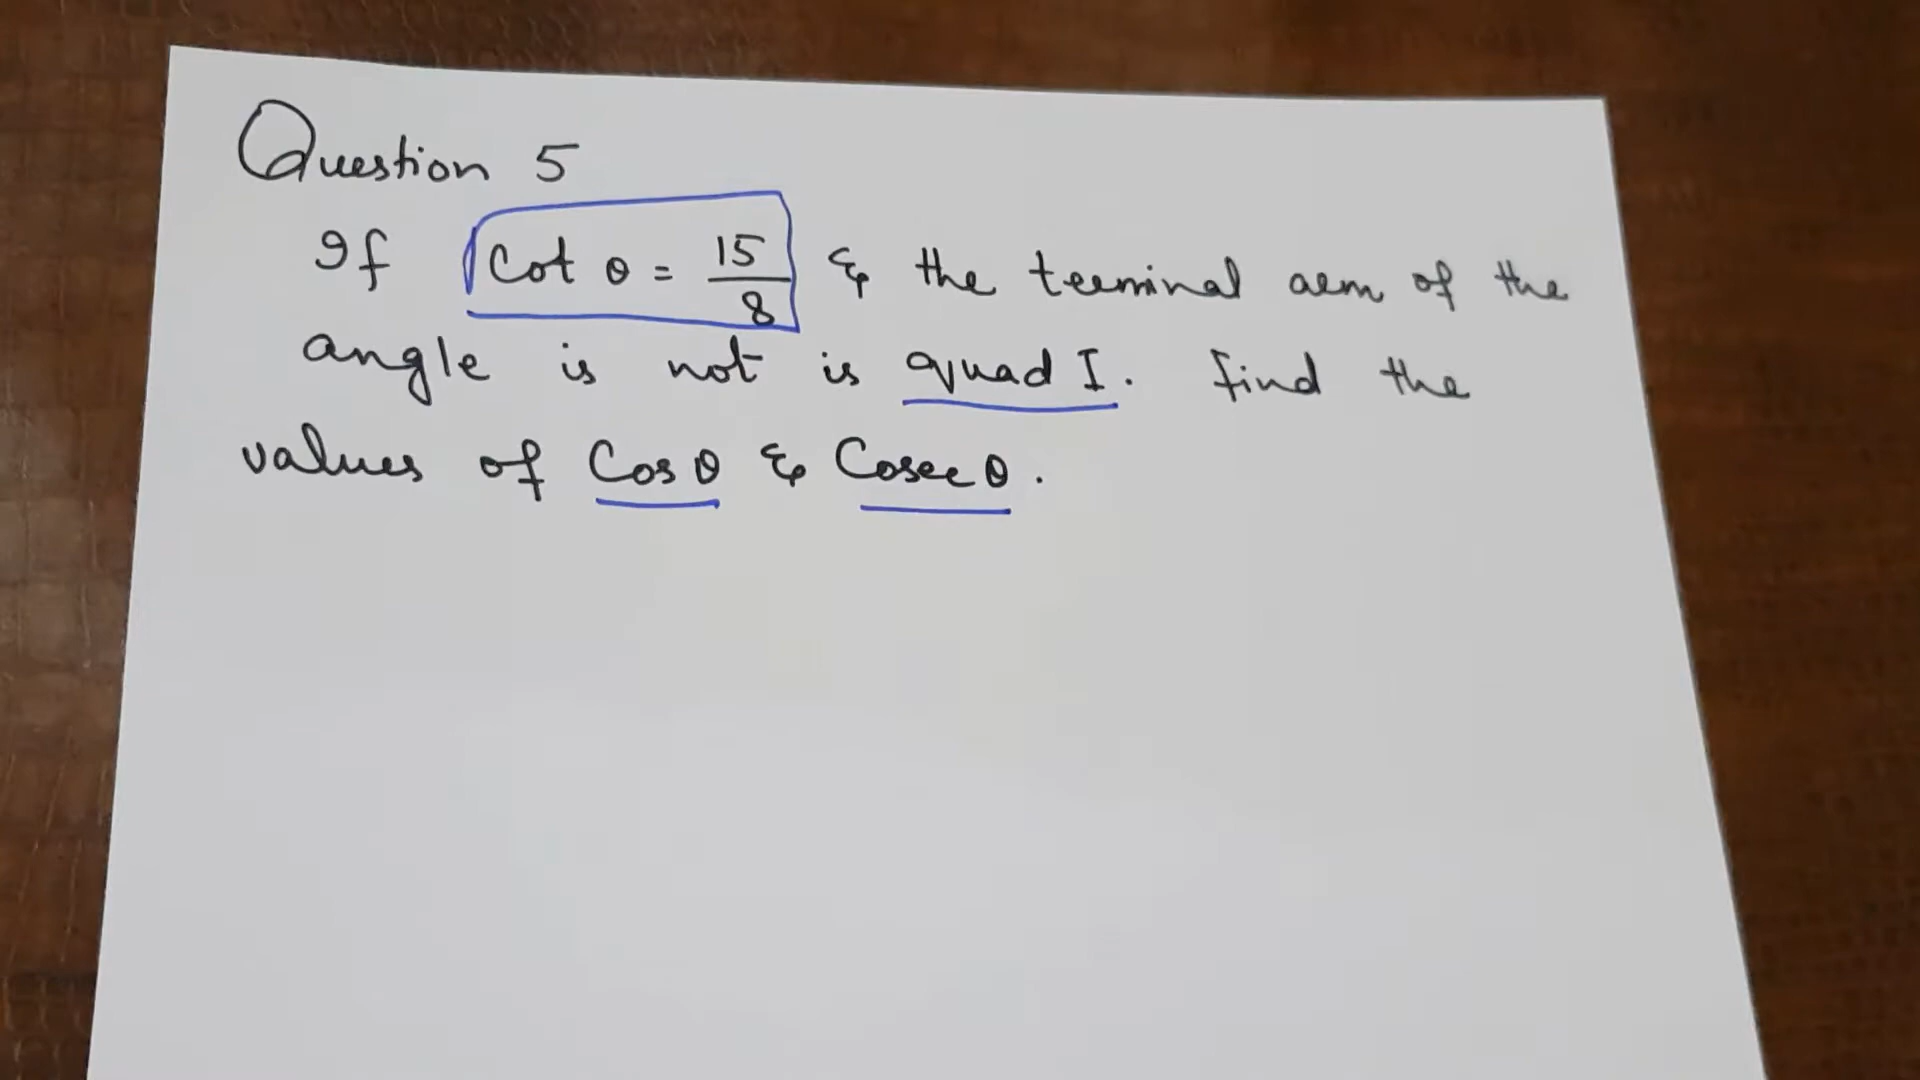 Question 5
If cot θ = 15/8 & the terminal arm of the
angle is not is quad I. Find the
values of Cos θ & Cosec θ.